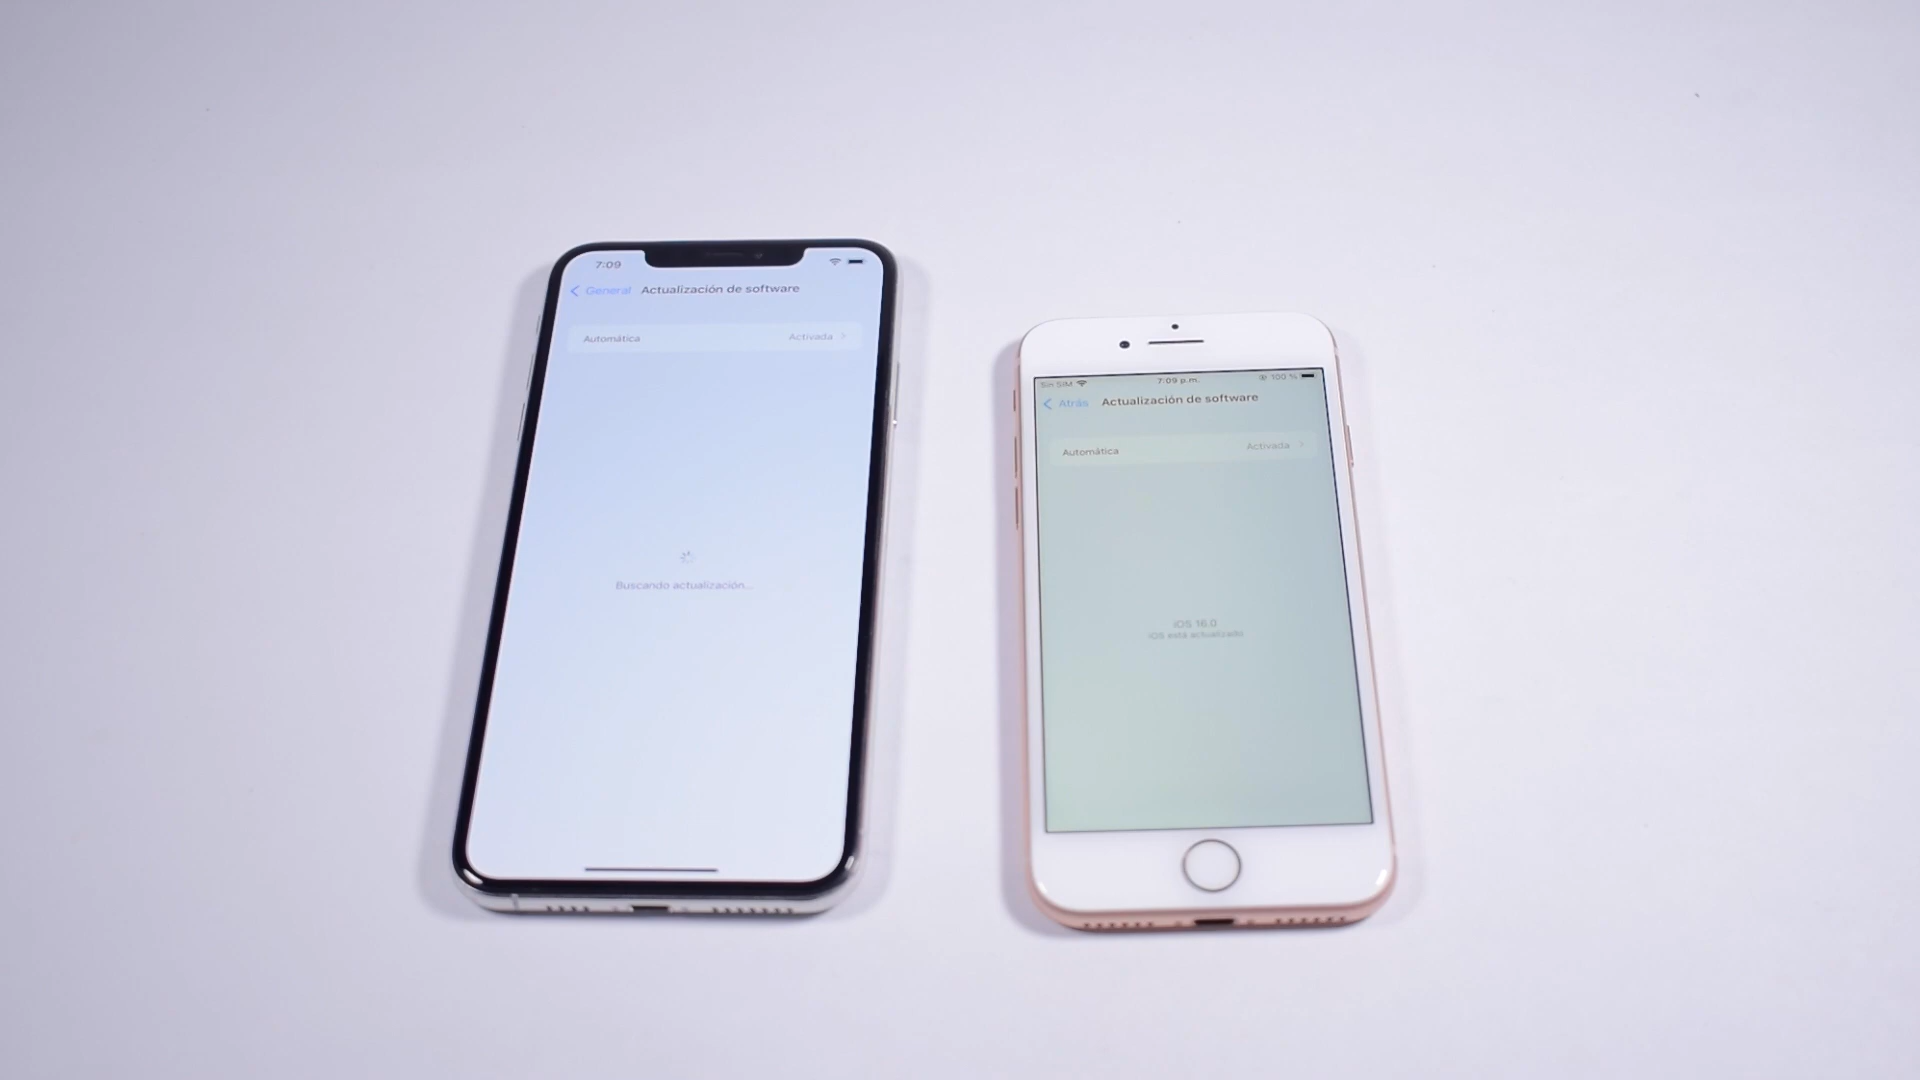 7:09
General
Actualización de software
Automática
Activada
Buscando actualización...
Sin SIM
7:09 p.m.
100 %
Atrás
Actualización de software
Automática
Activada
iOS 16.0
iOS está actualizado